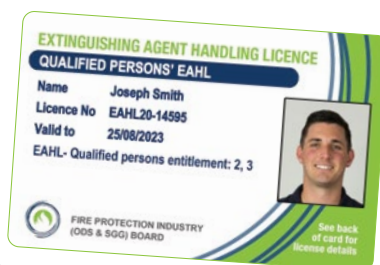 EXTINGUISHING AGENT HANDLING LICENCE
QUALIFIED PERSONS' EAHL
Name Joseph Smith
Licence No EAHL20-14595
Valid to 25/08/2023
EAHL- Qualified persons entitlement: 2, 3
FIRE PROTECTION INDUSTRY
(ODS & SGG) BOARD
See back
of card for
license details